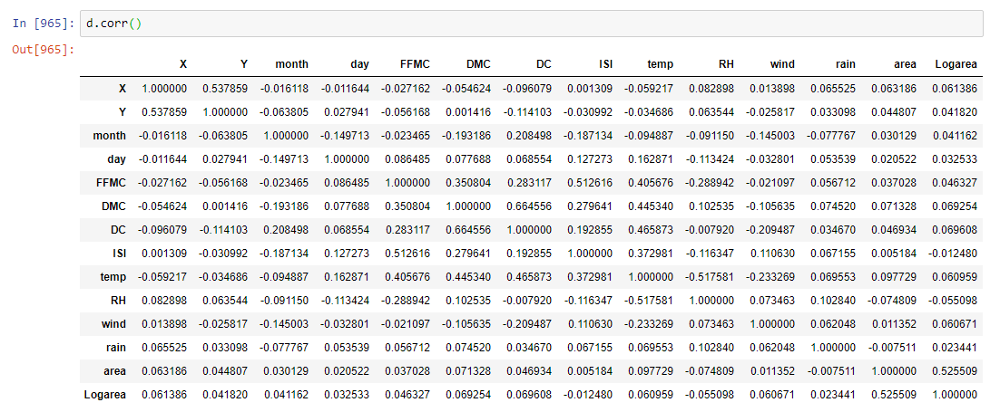 In [965]: d.corr()
Out[965]:
X Y month day FFMC DMC DC ISI temp RH wind rain area Logarea
X 1.000000 0.537859 -0.016118 -0.011644 -0.027162 -0.054624 -0.096079 0.001309 -0.059217 0.082898 0.013898 0.065525 0.063186 0.061386
Y 0.537859 1.000000 -0.063805 0.027941 -0.056168 0.001416 -0.114103 -0.030992 -0.034686 0.063544 -0.025817 0.033098 0.044807 0.041820
month -0.016118 -0.063805 1.000000 -0.149713 -0.023465 -0.193186 0.208498 -0.187134 -0.094887 -0.091150 -0.145003 -0.077767 0.030129 0.041162
day -0.011644 0.027941 -0.149713 1.000000 0.086485 0.077688 0.068554 0.127273 0.162871 -0.113424 -0.032801 0.053539 0.020522 0.032533
FFMC -0.027162 -0.056168 -0.023465 0.086485 1.000000 0.350804 0.283117 0.512616 0.405676 -0.288942 -0.021097 0.056712 0.037028 0.046327
DMC -0.054624 0.001416 -0.193186 0.077688 0.350804 1.000000 0.664556 0.279641 0.445340 0.102535 -0.105635 0.074520 0.071328 0.069254
DC -0.096079 -0.114103 0.208498 0.068554 0.283117 0.664556 1.000000 0.192855 0.465873 -0.007920 -0.209487 0.034670 0.046934 0.069608
ISI 0.001309 -0.030992 -0.187134 0.127273 0.512616 0.279641 0.192855 1.000000 0.372981 -0.116347 0.110630 0.067155 0.005184 -0.012480
temp -0.059217 -0.034686 -0.094887 0.162871 0.405676 0.445340 0.465873 0.372981 1.000000 -0.517581 -0.233269 0.069553 0.097729 0.060959
RH 0.082898 0.063544 -0.091150 -0.113424 -0.288942 0.102535 -0.007920 -0.116347 -0.517581 1.000000 0.073463 0.102840 -0.074809 -0.055098
wind 0.013898 -0.025817 -0.145003 -0.032801 -0.021097 -0.105635 -0.209487 0.110630 -0.233269 0.073463 1.000000 0.062048 0.011352 0.060671
rain 0.065525 0.033098 -0.077767 0.053539 0.056712 0.074520 0.034670 0.067155 0.069553 0.102840 0.062048 1.000000 -0.007511 0.023441
area 0.063186 0.044807 0.030129 0.020522 0.037028 0.071328 0.046934 0.005184 0.097729 -0.074809 0.011352 -0.007511 1.000000 0.525509
Logarea 0.061386 0.041820 0.041162 0.032533 0.046327 0.069254 0.069608 -0.012480 0.060959 -0.055098 0.060671 0.023441 0.525509 1.000000